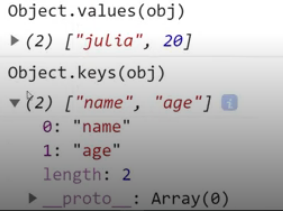 Object.values(obj)
▶ (2) ["julia", 20]
Object.keys(obj)
▼ (2) ["name", "age"] i
0: "name"
1: "age"
length: 2
▶ __proto__: Array(0)